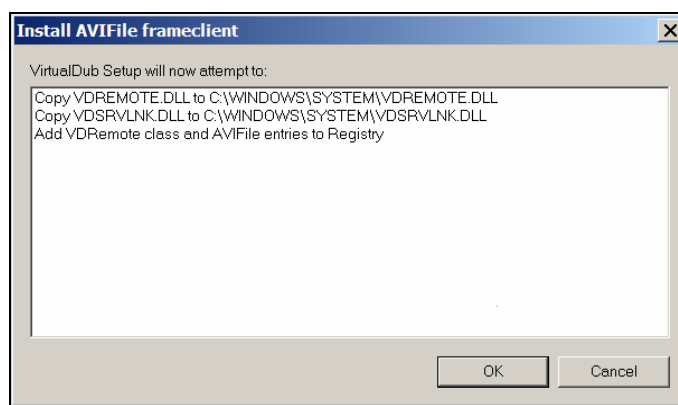 Install AVIFile frameclient
VirtualDub Setup will now attempt to:
Copy VDREMOTE.DLL to C:\WINDOWS\SYSTEM\VDREMOTE.DLL
Copy VDSRVLNK.DLL to C:\WINDOWS\SYSTEM\VDSRVLNK.DLL
Add VDRemote class and AVIFile entries to Registry
OK
Cancel